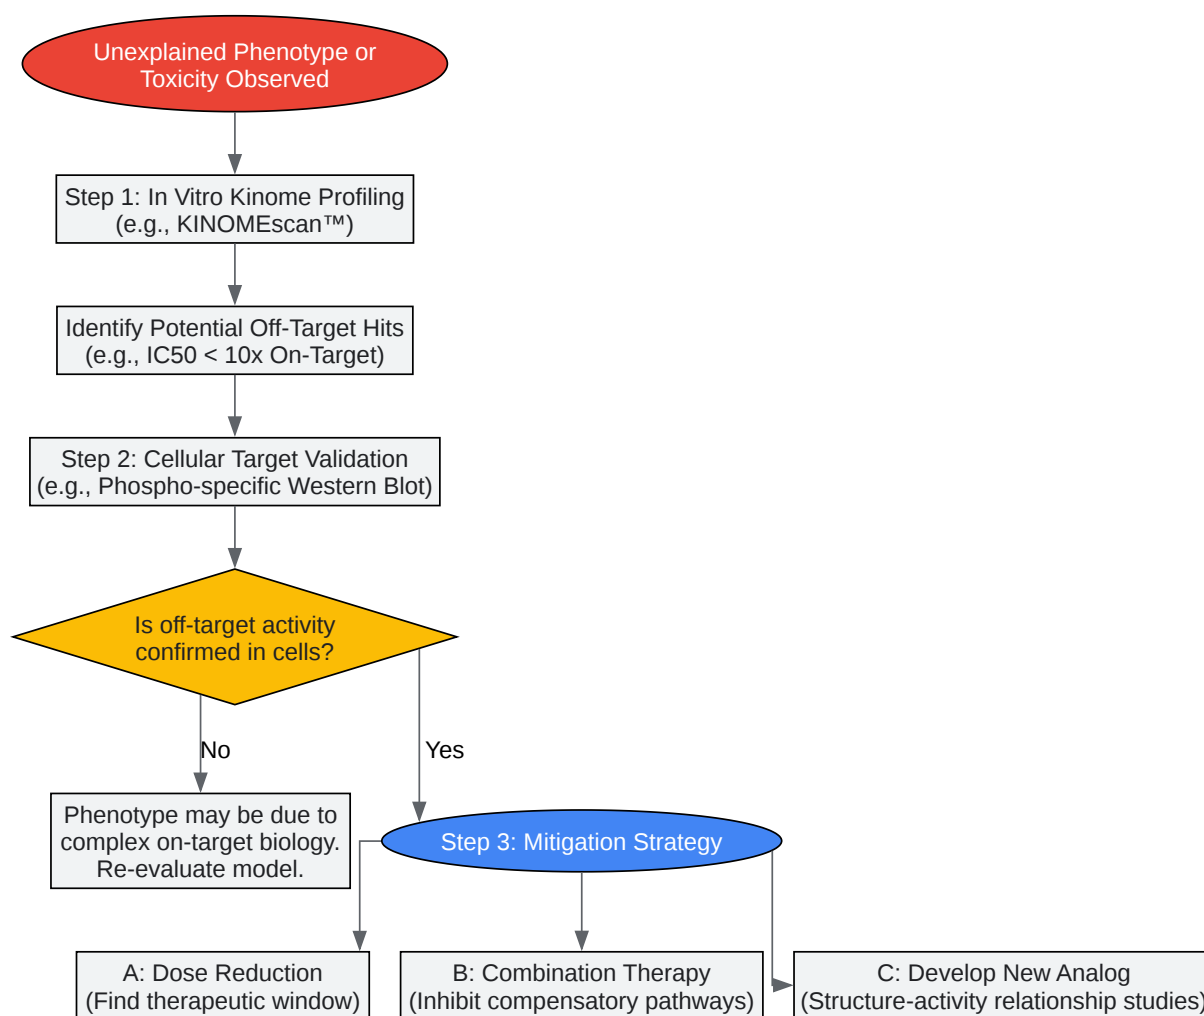 Unexplained Phenotype or
Toxicity Observed
Step 1: In Vitro Kinome Profiling
(e.g., KINOMEscan™)
Identify Potential Off-Target Hits
(e.g., IC50 < 10x On-Target)
Step 2: Cellular Target Validation
(e.g., Phospho-specific Western Blot)
Is off-target activity
confirmed in cells?
No
Yes
Phenotype may be due to
complex on-target biology.
Re-evaluate model.
Step 3: Mitigation Strategy
A: Dose Reduction
(Find therapeutic window)
B: Combination Therapy
(Inhibit compensatory pathways)
C: Develop New Analog
(Structure-activity relationship studies)